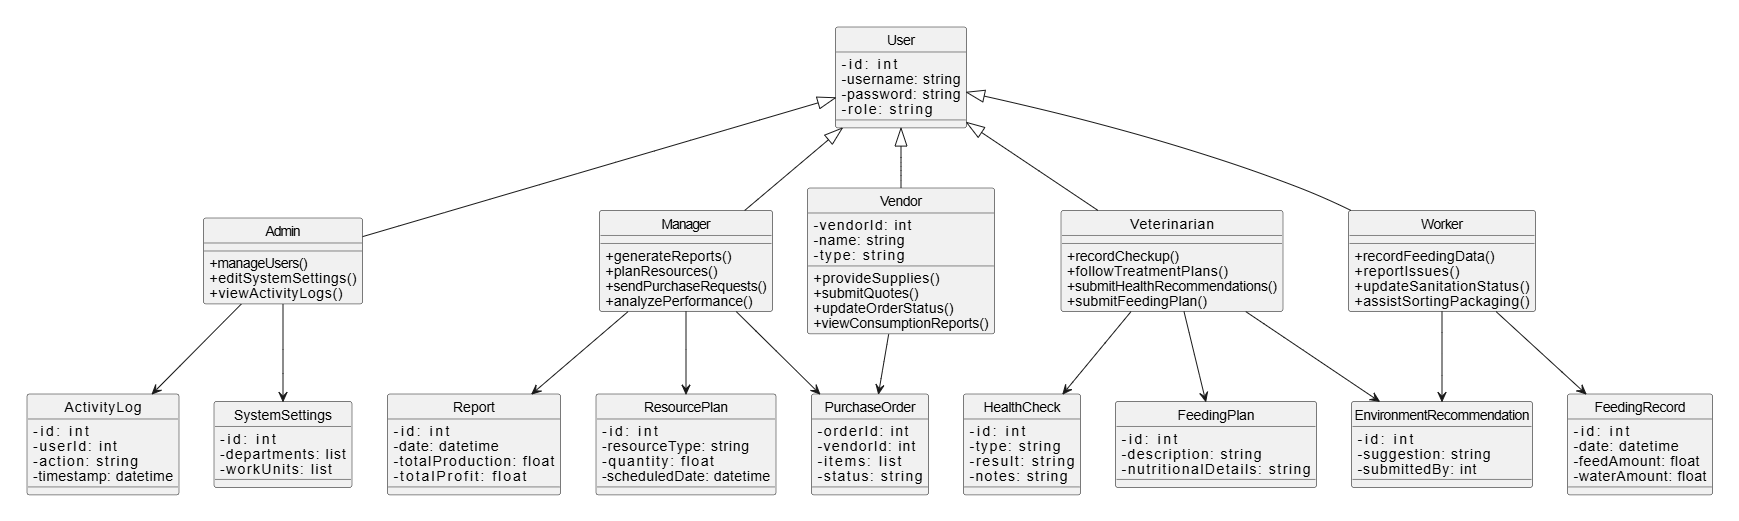 User
-id: int
-username: string
-password: string
-role: string
Admin
+manageUsers()
+editSystemSettings()
+viewActivityLogs()
Manager
+generateReports()
+planResources()
+sendPurchaseRequests()
+analyzePerformance()
Vendor
-vendorId: int
-name: string
-type: string
+provideSupplies()
+submitQuotes()
+updateOrderStatus()
+viewConsumptionReports()
Veterinarian
+recordCheckup()
+followTreatmentPlans()
+submitHealthRecommendations()
+submitFeedingPlan()
Worker
+recordFeedingData()
+reportIssues()
+updateSanitationStatus()
+assistSortingPackaging()
ActivityLog
-id: int
-userId: int
-action: string
-timestamp: datetime
SystemSettings
-id: int
-departments: list
-workUnits: list
Report
-id: int
-date: datetime
-totalProduction: float
-totalProfit: float
ResourcePlan
-id: int
-resourceType: string
-quantity: float
-scheduledDate: datetime
PurchaseOrder
-orderId: int
-vendorId: int
-items: list
-status: string
HealthCheck
-id: int
-type: string
-result: string
-notes: string
FeedingPlan
-id: int
-description: string
-nutritionalDetails: string
EnvironmentRecommendation
-id: int
-suggestion: string
-submittedBy: int
FeedingRecord
-id: int
-date: datetime
-feedAmount: float
-waterAmount: float